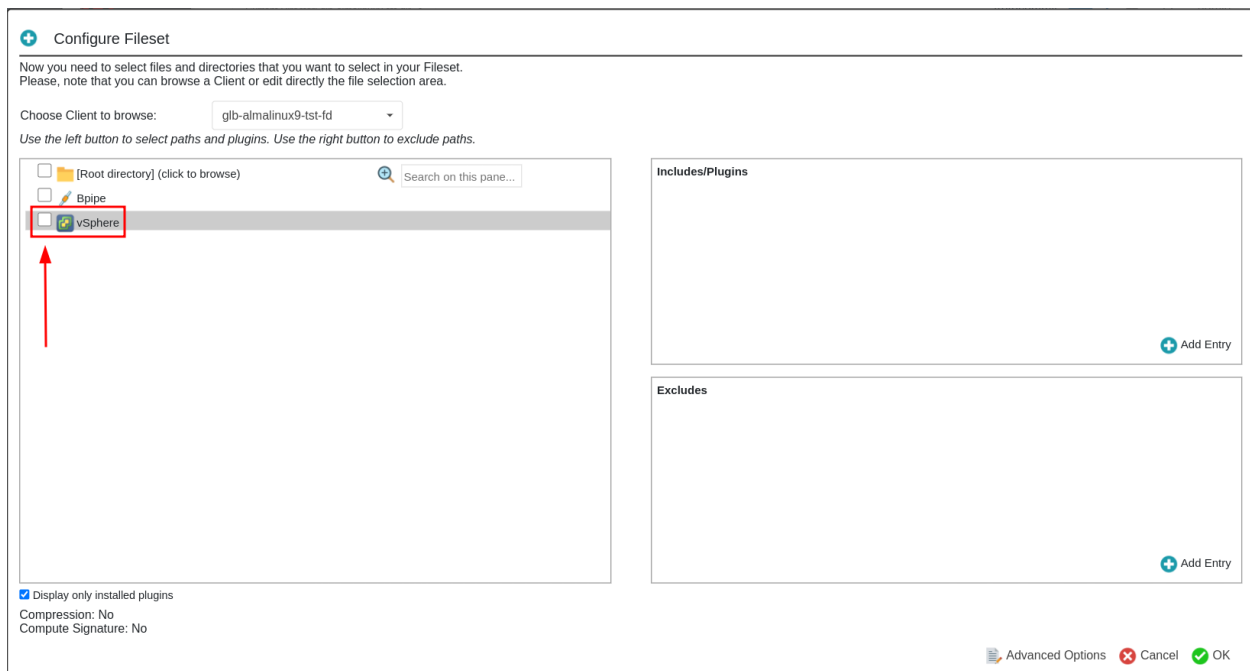 Configure Fileset
Now you need to select files and directories that you want to select in your Fileset.
Please, note that you can browse a Client or edit directly the file selection area.
Choose Client to browse: glb-almalinux9-tst-fd
Use the left button to select paths and plugins. Use the right button to exclude paths.
[Root directory] (click to browse) Search on this pane...
Bpipe
vSphere
Includes/Plugins
Add Entry
Excludes
Add Entry
Display only installed plugins
Compression: No
Compute Signature: No
Advanced Options Cancel OK